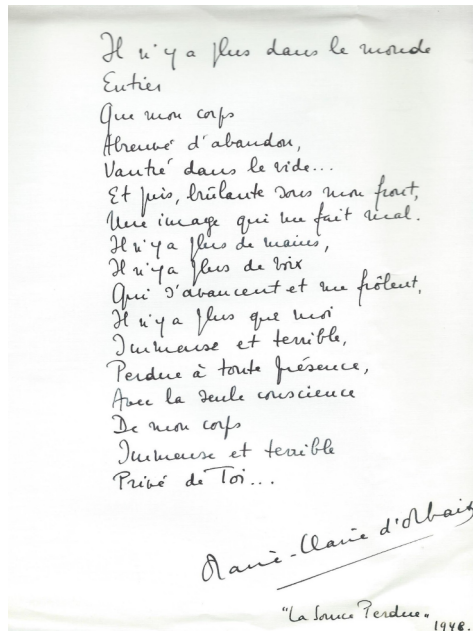 Il n'y a plus dans le monde
Entier
Que mon corps
Abreuvé d'abandon,
Vautré dans le vide...
Et puis, brûlante sous mon front,
Une image qui me fait mal.
Il n'y a plus de mains,
Il n'y a plus de voix
Qui s'avancent et me frôlent,
Il n'y a plus que moi
Immense et terrible,
Perdue à toute présence,
Avec la seule conscience
De mon corps
Immense et terrible
Privé de Toi...
Marie-Claire d'Orbaix
"La Source Perdue"
1948.